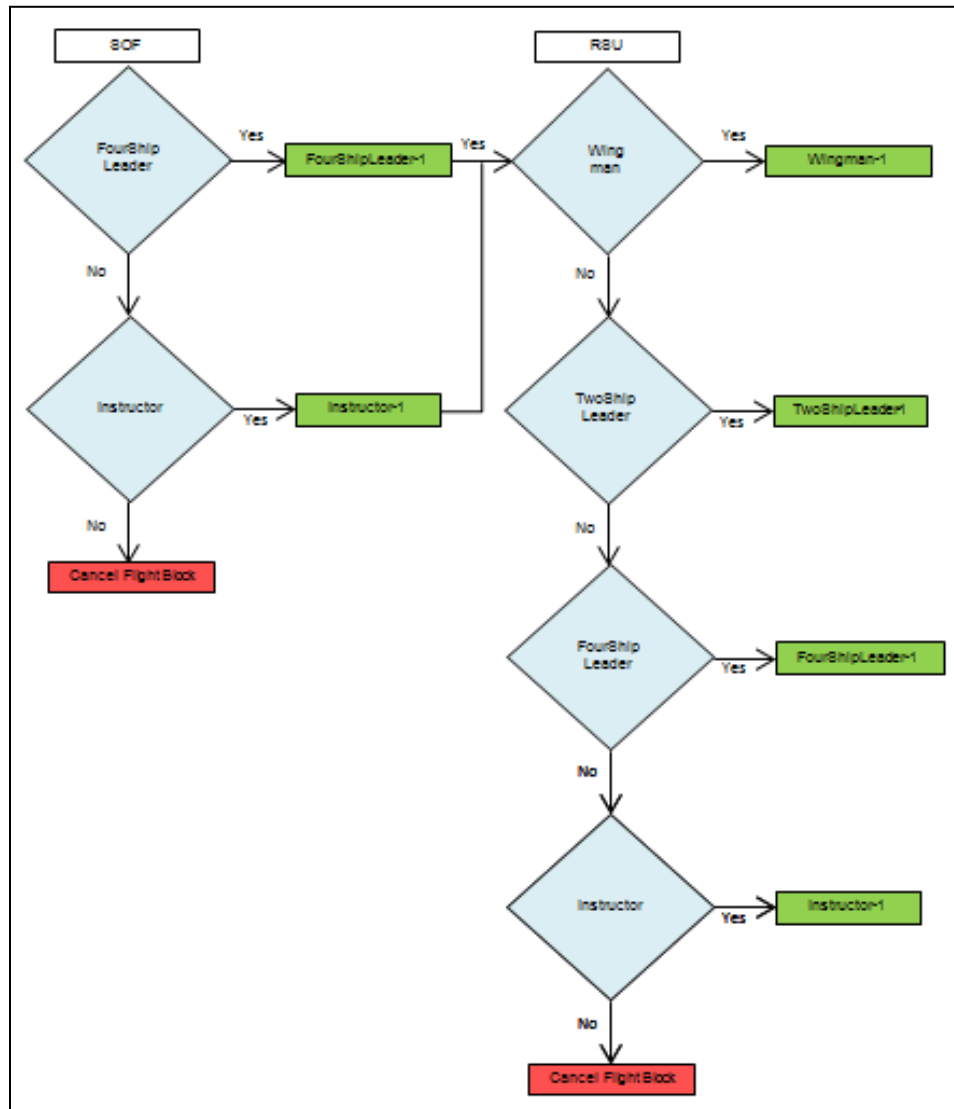 SOF
RSU
FourShip
Leader
Yes
FourShipLeader-1
Yes
Wing
man
Yes
Wingman-1
No
No
Instructor
Yes
Instructor-1
TwoShip
Leader
Yes
TwoShipLeader1
No
Cancel Flight Block
No
FourShip
Leader
Yes
FourShipLeader-1
No
Instructor
Yes
Instructor-1
No
Cancel Flight Block